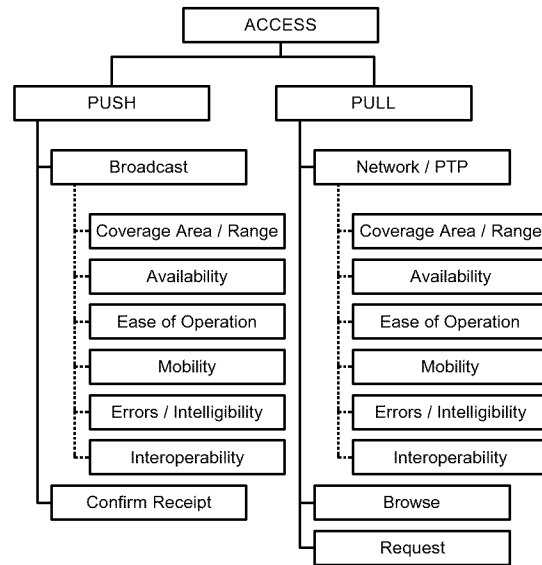 ACCESS
PUSH
PULL
Broadcast
Coverage Area / Range
Availability
Ease of Operation
Mobility
Errors / Intelligibility
Interoperability
Confirm Receipt
Network / PTP
Coverage Area / Range
Availability
Ease of Operation
Mobility
Errors / Intelligibility
Interoperability
Browse
Request